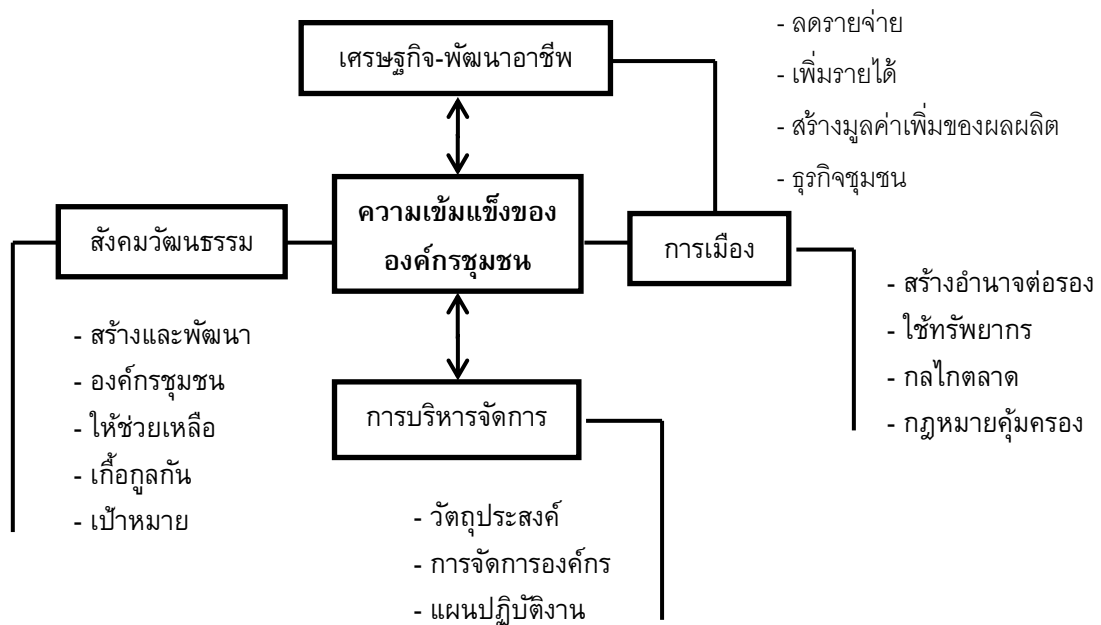 เศรษฐกิจ-พัฒนาอาชีพ
- ลดรายจ่าย
- เพิ่มรายได้
- สร้างมูลค่าเพิ่มของผลผลิต
- ธุรกิจชุมชน
สังคมวัฒนธรรม
ความเข้มแข็งของ
องค์กรชุมชน
การเมือง
- สร้างและพัฒนา
- องค์กรชุมชน
- ให้ช่วยเหลือ
- เกื้อกูลกัน
- เป้าหมาย
- สร้างอำนาจต่อรอง
- ใช้ทรัพยากร
- กลไกตลาด
- กฎหมายคุ้มครอง
การบริหารจัดการ
- วัตถุประสงค์
- การจัดการองค์กร
- แผนปฏิบัติงาน